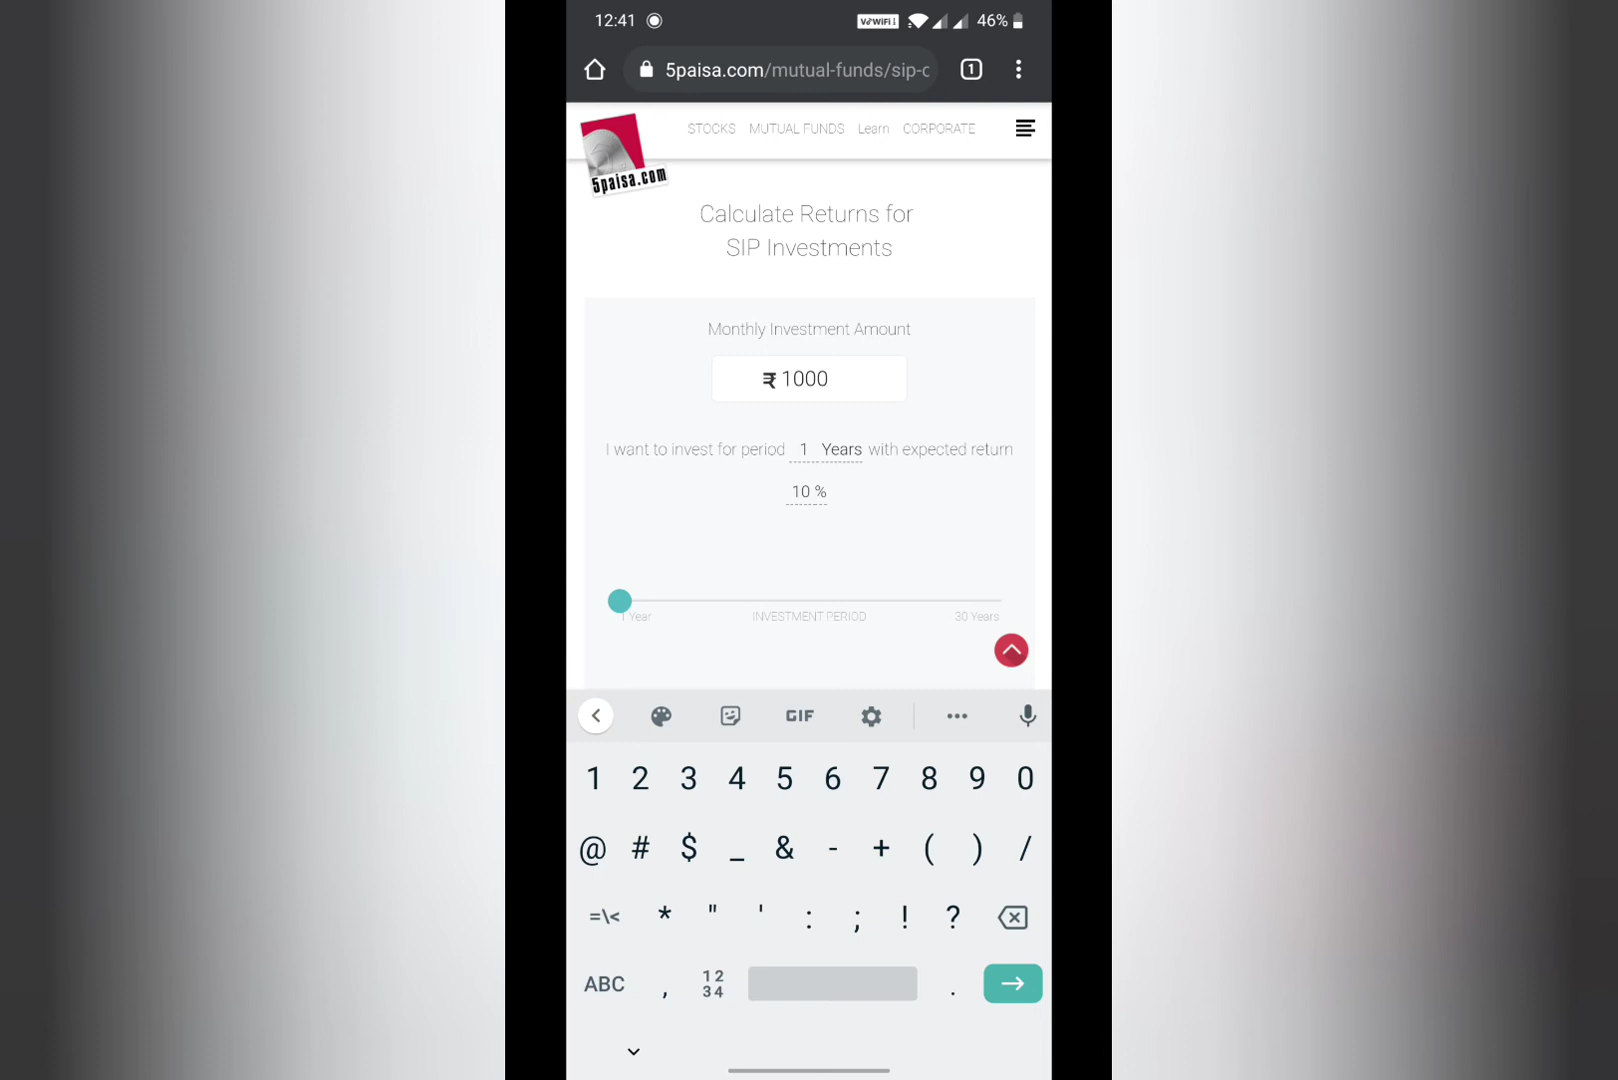 12:41 46%
5paisa.com/mutual-funds/sip-c 1
5paisa.com
STOCKS MUTUAL FUNDS Learn CORPORATE
Calculate Returns for
SIP Investments
Monthly Investment Amount
₹ 1000
I want to invest for period 1 Years with expected return
10 %
1 Year INVESTMENT PERIOD 30 Years
GIF
1 2 3 4 5 6 7 8 9 0
@ # $ _ & - + ( ) /
=\< * " ' : ; ! ?
ABC , 12 34 .